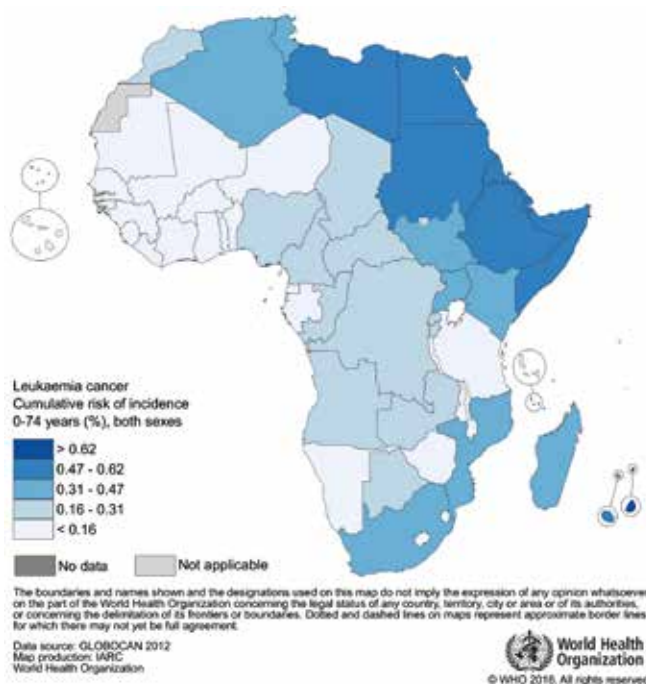 Leukaemia cancer
Cumulative risk of incidence
0-74 years (%), both sexes
> 0.62
0.47 - 0.62
0.31 - 0.47
0.16 - 0.31
< 0.16
No data
Not applicable
The boundaries and names shown and the designations used on this map do not imply the expression of any opinion whatsoever
on the part of the World Health Organization concerning the legal status of any country, territory, city or area or of its authorities,
or concerning the delimitation of its frontiers or boundaries. Dotted and dashed lines on maps represent approximate border lines
for which there may not yet be full agreement.
Data source: GLOBOCAN 2012
Map production: IARC
World Health Organization
World Health
Organization
© WHO 2016. All rights reserved